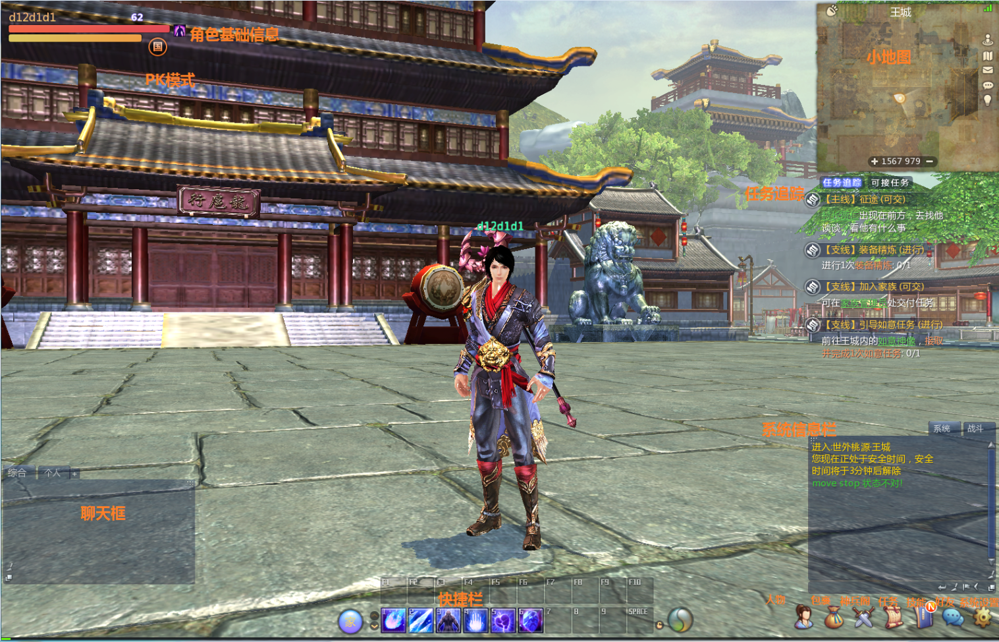 d12d1d1
62
角色基础信息
国
PK模式
王城
小地图
1567 979
任务追踪
可接任务
任务追踪
【主线】征途 (可交)
出现在前方，去找他
谈谈，看他有什么事
【支线】装备精炼 (进行)
进行1次装备精炼: 0/1
【支线】加入家族 (可交)
可在家族管理员处交付任务
【支线】引导如意任务 (进行)
前往王城内的如意神像，接取
并完成1次如意任务: 0/1
龍慮行
d12d1d1
系统信息栏
系统
战斗
进入:世外桃源·王城
您现在正处于安全时间，安全
时间将于3分钟后解除
move stop 状态不对!
综合
个人
+
聊天框
F1 F2 F3 F4 F5 F6 F7 F8 F9 F10
快捷栏
家
1 2 3 4 5 6 7 8 9 SPACE
人物
包裹
神兵阁
任务
技能
好友
系统设置
N